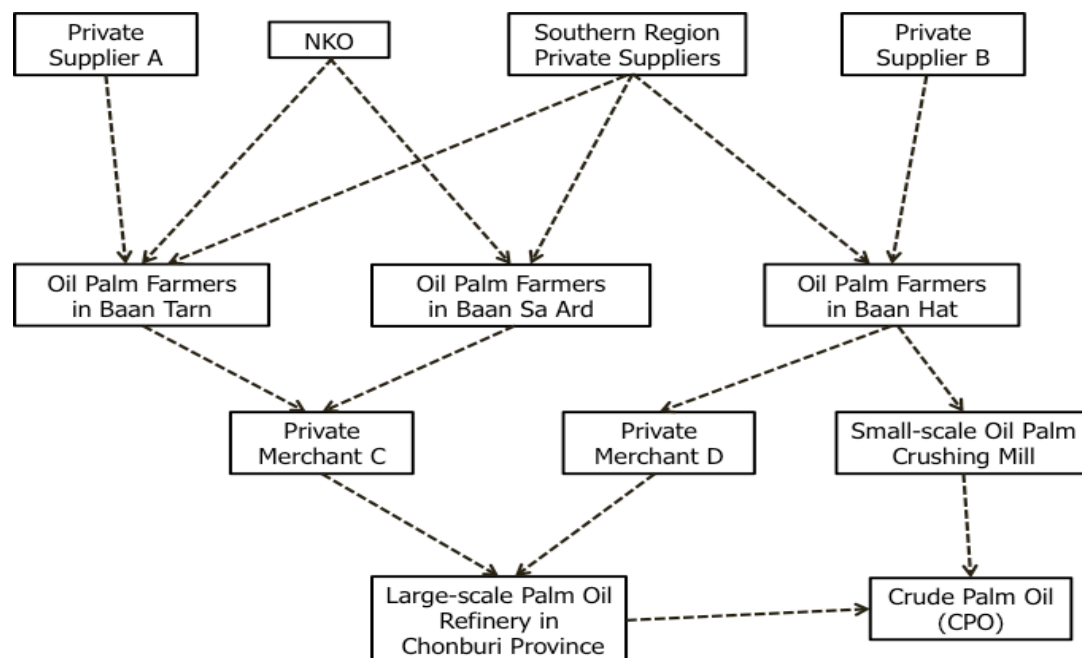 Private
Supplier A
NKO
Southern Region
Private Suppliers
Private
Supplier B
Oil Palm Farmers
in Baan Tarn
Oil Palm Farmers
in Baan Sa Ard
Oil Palm Farmers
in Baan Hat
Private
Merchant C
Private
Merchant D
Small-scale Oil Palm
Crushing Mill
Large-scale Palm Oil
Refinery in
Chonburi Province
Crude Palm Oil
(CPO)